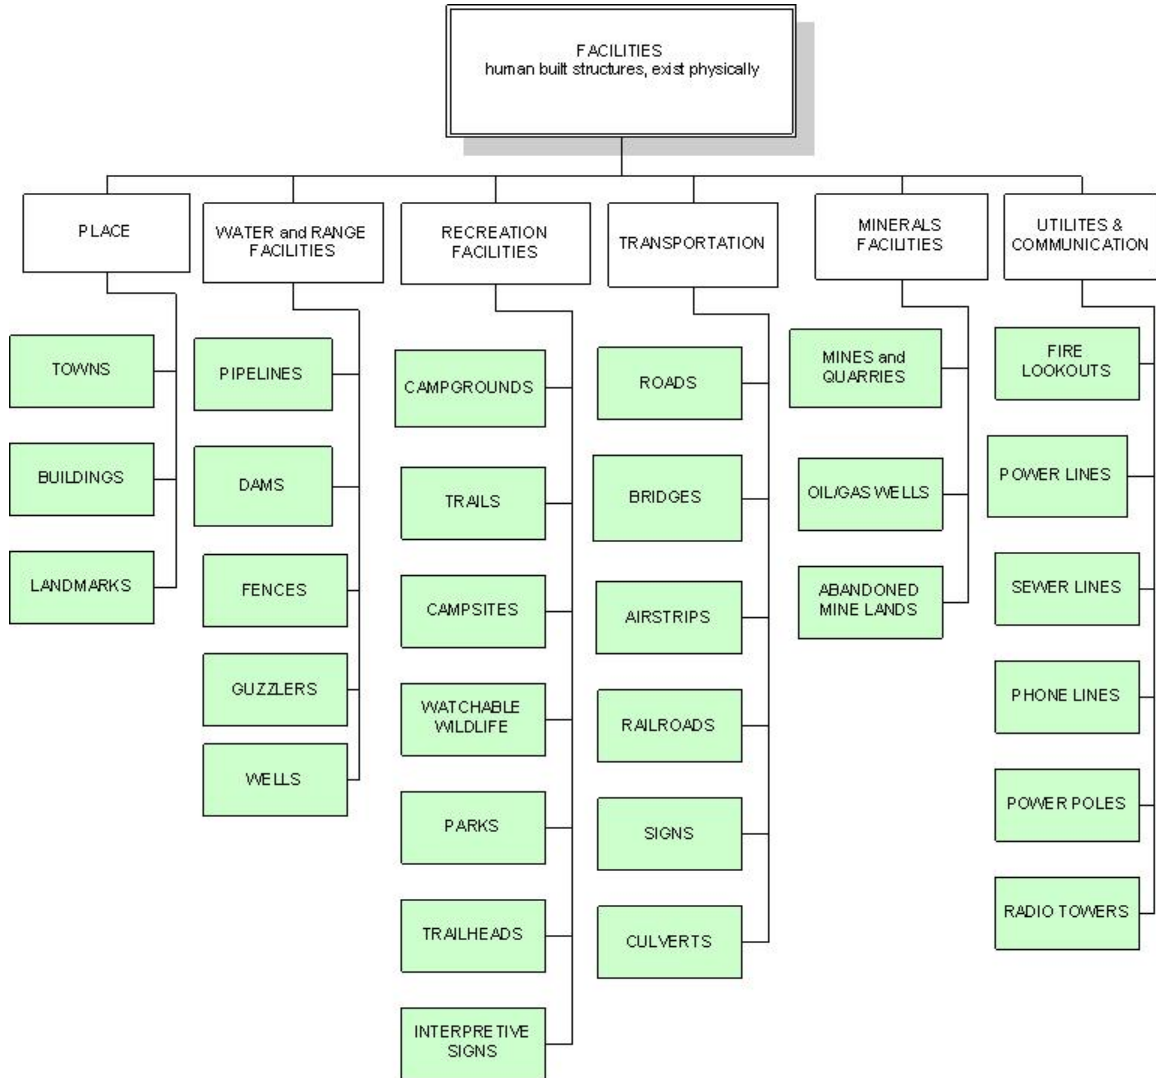 FACILITIES
human built structures, exist physically
PLACE
WATER and RANGE
FACILITIES
RECREATION
FACILITIES
TRANSPORTATION
MINERALS
FACILITIES
UTILITES &
COMMUNICATION
TOWNS
BUILDINGS
LANDMARKS
PIPELINES
DAMS
FENCES
GUZZLERS
WELLS
CAMPGROUNDS
TRAILS
CAMPSITES
WATCHABLE
WILDLIFE
PARKS
TRAILHEADS
INTERPRETIVE
SIGNS
ROADS
BRIDGES
AIRSTRIPS
RAILROADS
SIGNS
CULVERTS
MINES and
QUARRIES
OIL/GAS WELLS
ABANDONED
MINE LANDS
FIRE
LOOKOUTS
POWER LINES
SEWER LINES
PHONE LINES
POWER POLES
RADIO TOWERS